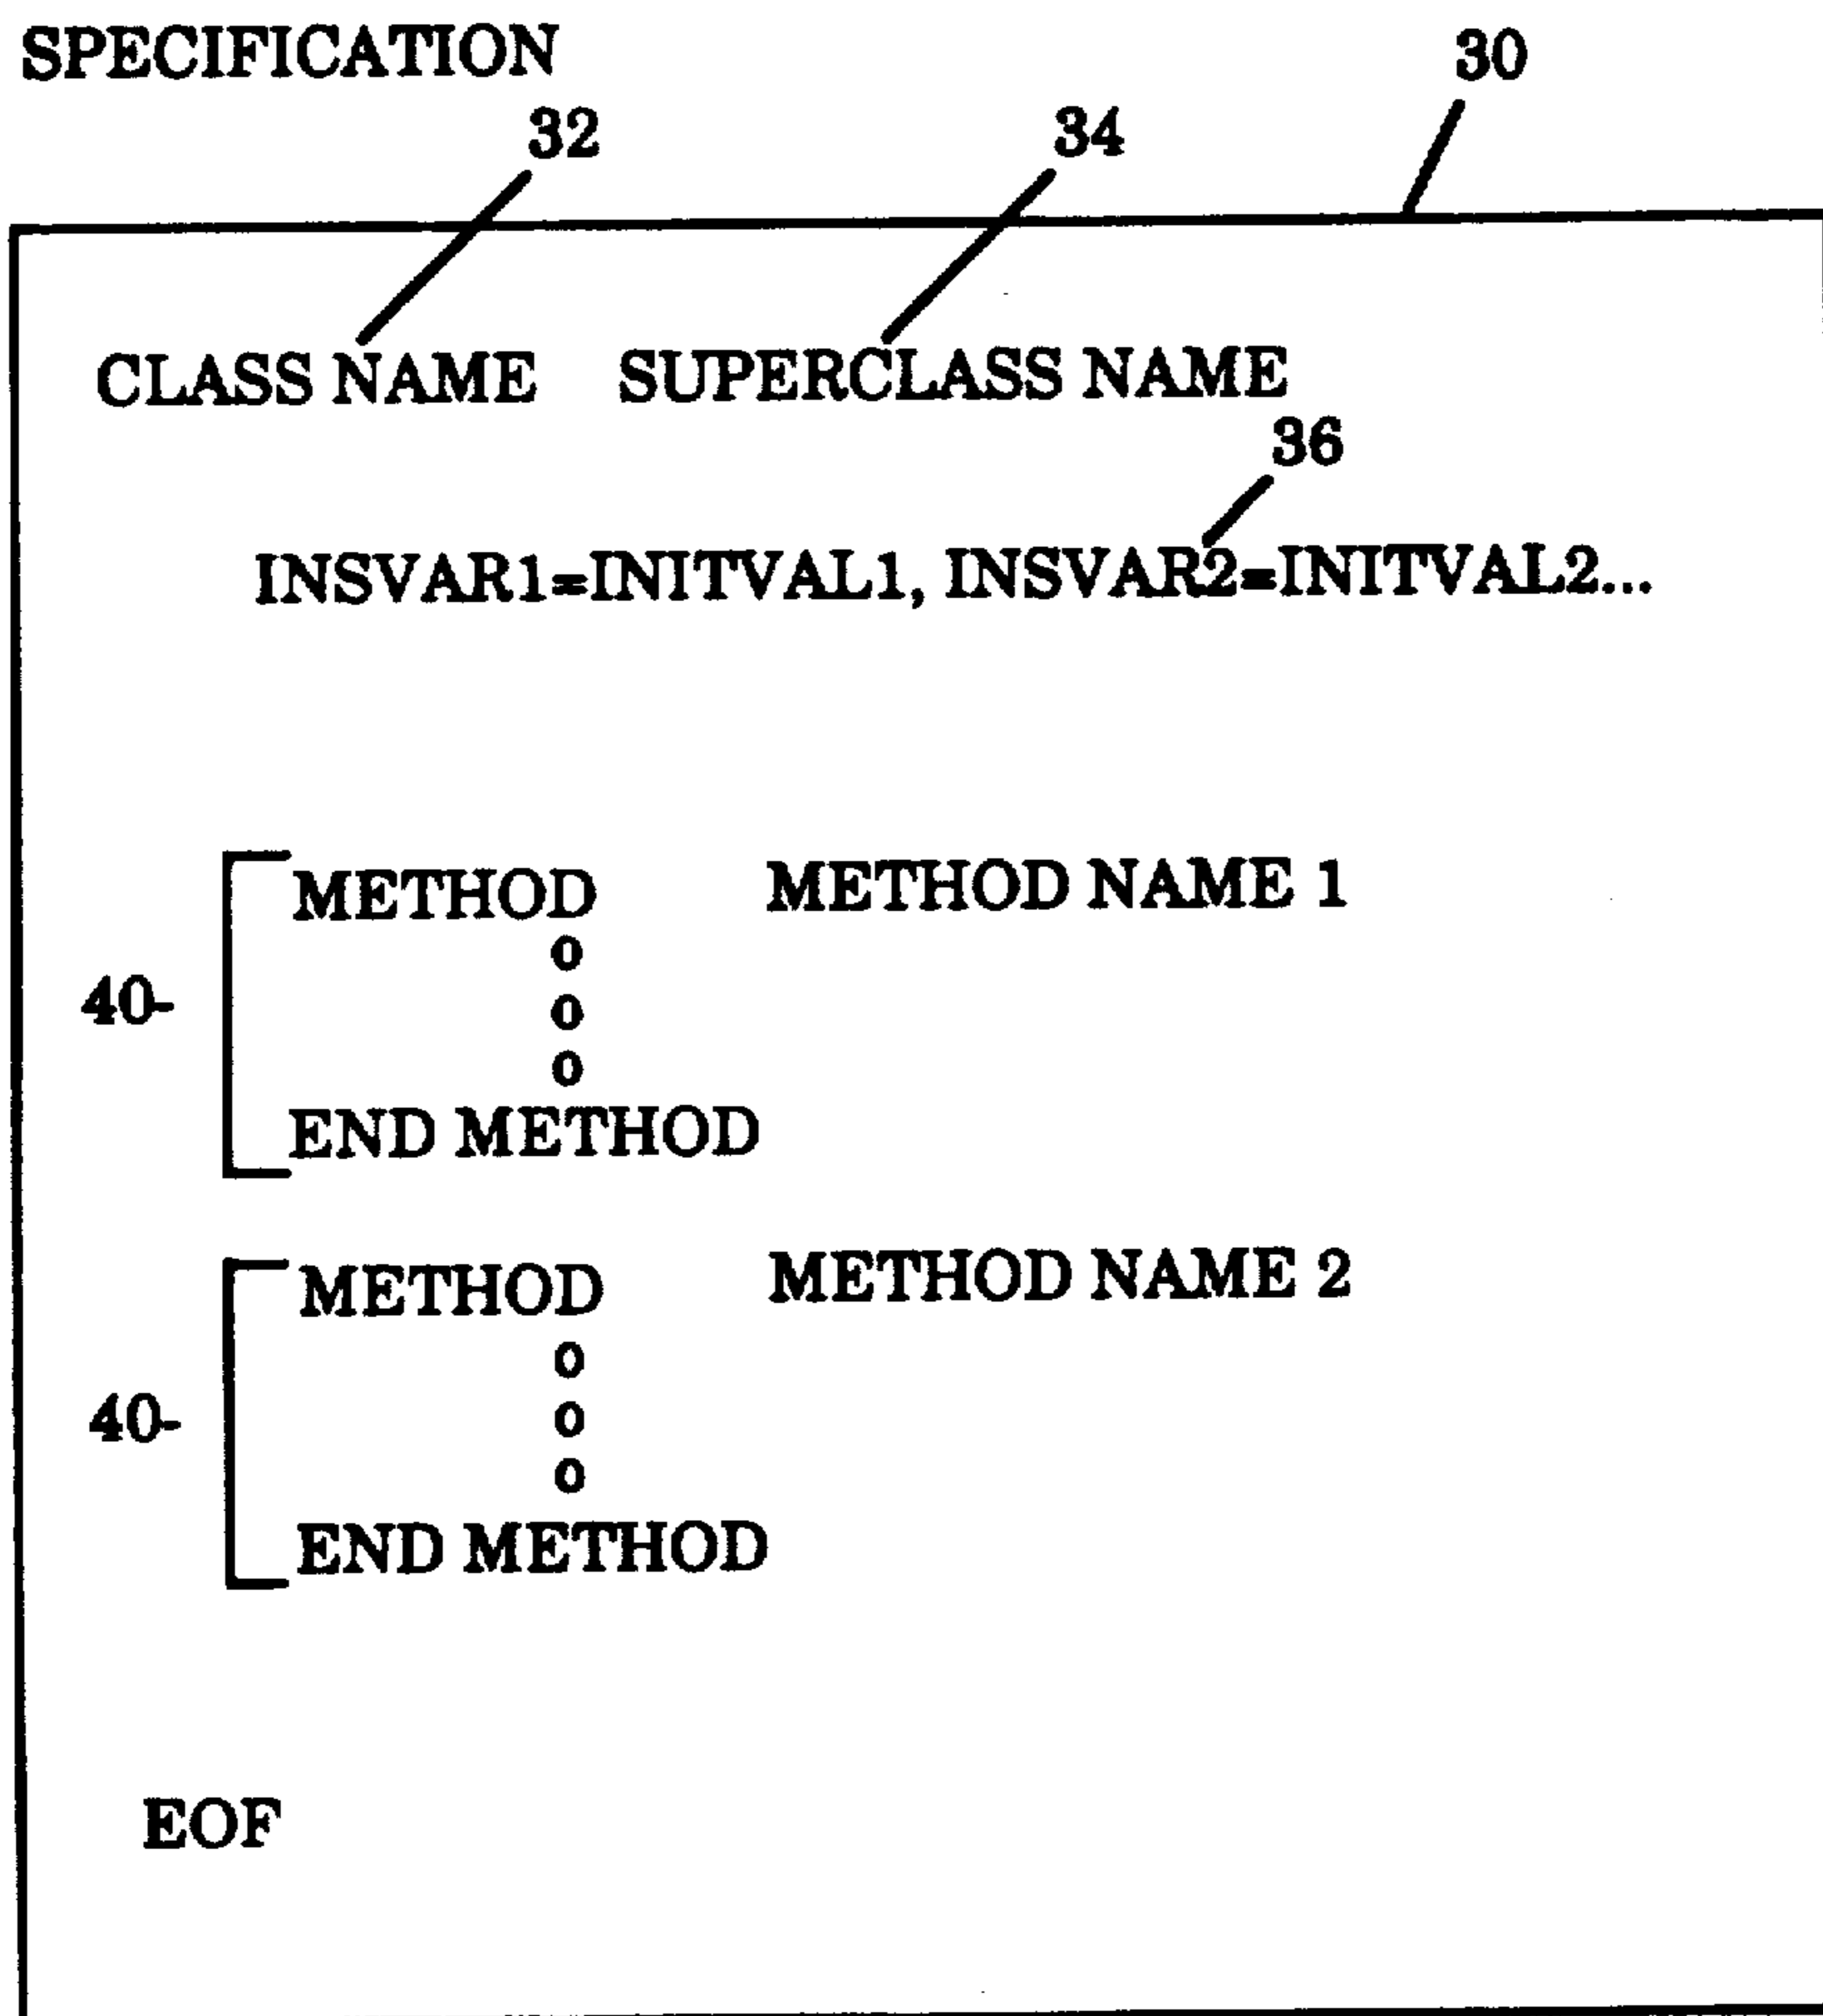 SPECIFICATION
30
32
34
CLASS NAME SUPERCLASS NAME
36
INSVAR1=INITVAL1, INSVAR2=INITVAL2...
METHOD METHOD NAME 1
o
o
40-
o
END METHOD
METHOD METHOD NAME 2
o
o
40-
o
END METHOD
EOF